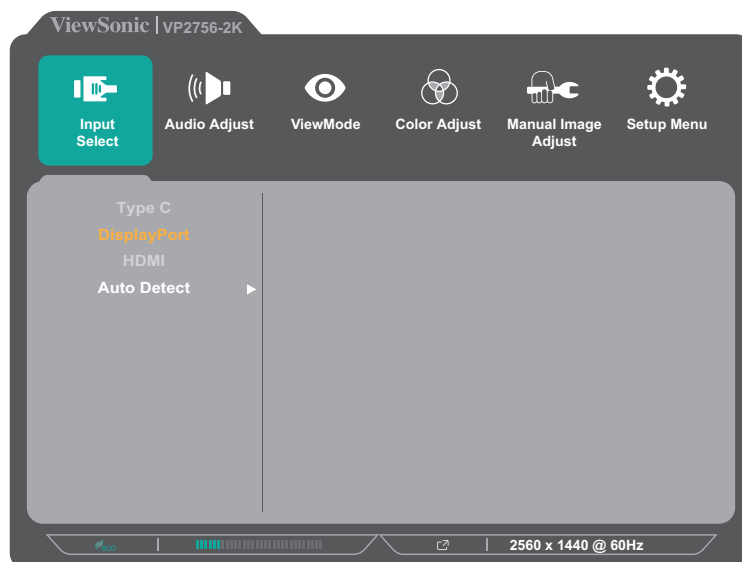 ViewSonic | VP2756-2K
Input Select
Audio Adjust
ViewMode
Color Adjust
Manual Image Adjust
Setup Menu
Type C
DisplayPort
HDMI
Auto Detect
eco
2560 x 1440 @ 60Hz